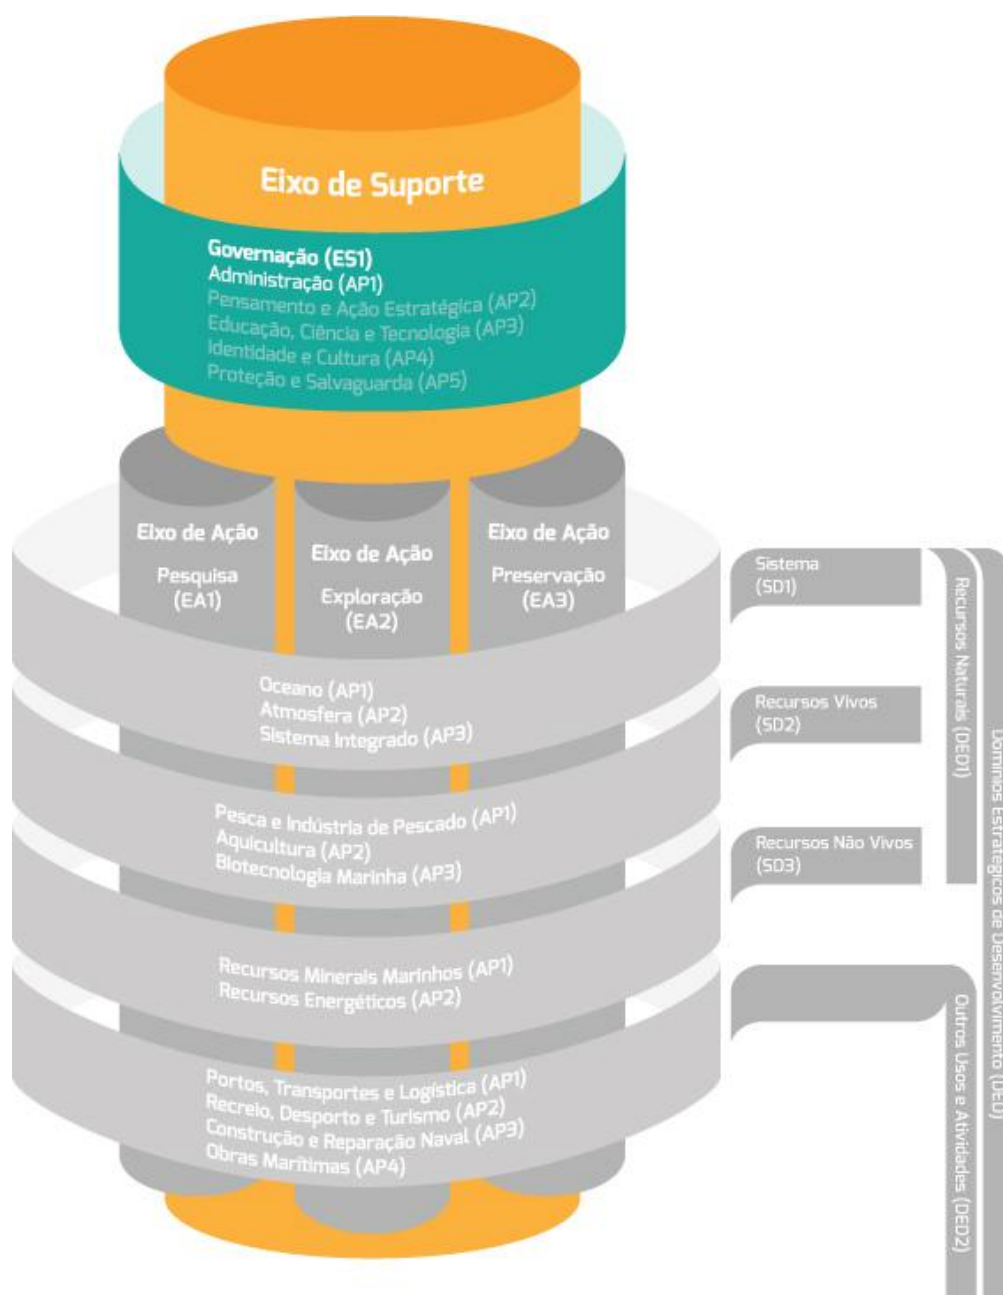 Eixo de Suporte
Governação (ES1)
Administração (AP1)
Pensamento e Ação Estratégica (AP2)
Educação, Ciência e Tecnologia (AP3)
Identidade e Cultura (AP4)
Proteção e Salvaguarda (AP5)
Eixo de Ação
Pesquisa
(EA1)
Eixo de Ação
Exploração
(EA2)
Eixo de Ação
Preservação
(EA3)
Oceano (AP1)
Atmosfera (AP2)
Sistema Integrado (AP3)
Pesca e Indústria de Pescado (AP1)
Aquicultura (AP2)
Biotecnologia Marinha (AP3)
Recursos Minerais Marinhos (AP1)
Recursos Energéticos (AP2)
Portos, Transportes e Logística (AP1)
Recreio, Desporto e Turismo (AP2)
Construção e Reparação Naval (AP3)
Obras Marítimas (AP4)
Sistema
(SD1)
Recursos Vivos
(SD2)
Recursos Não Vivos
(SD3)
Recursos Naturais (DED1)
Outros Usos e Atividades (DED2)
Domínios Estratégicos de Desenvolvimento (DED)